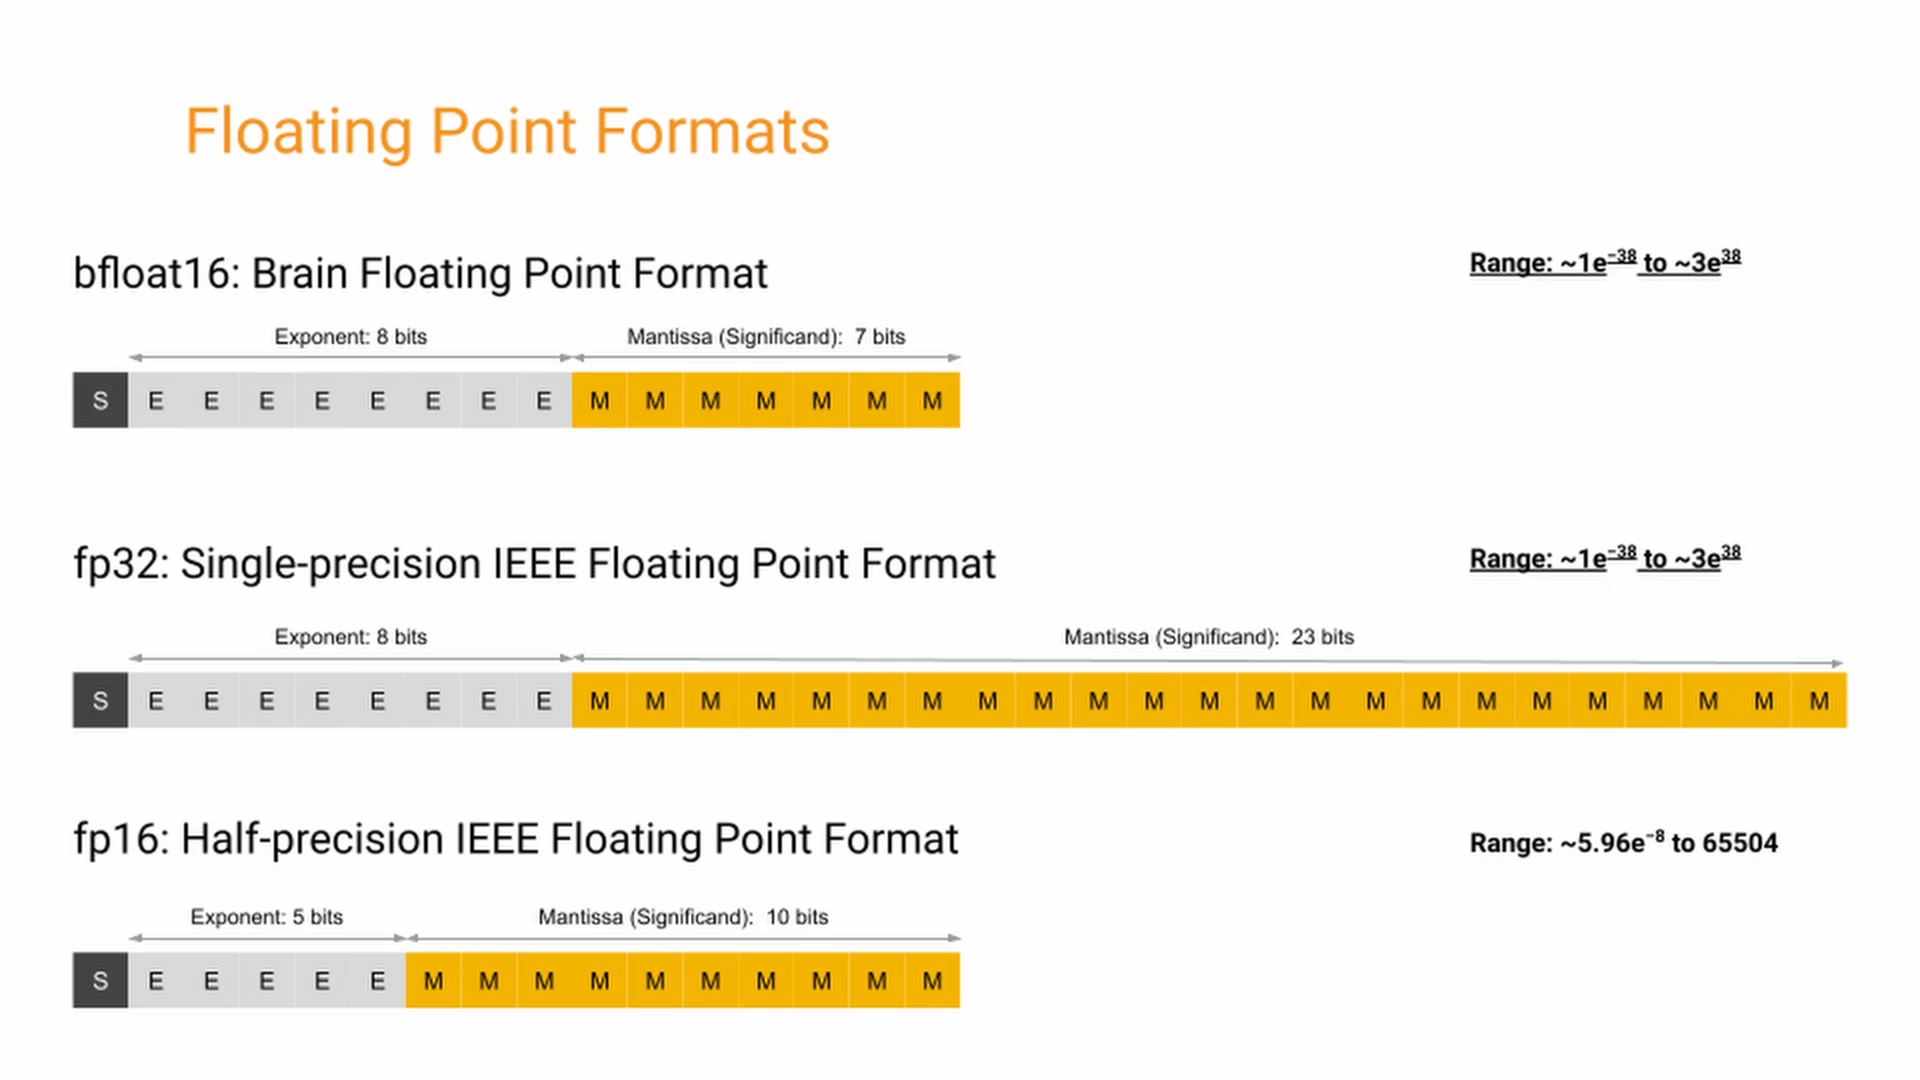 Floating Point Formats
bfloat16: Brain Floating Point Format
Range: ~1e⁻³⁸ to ~3e³⁸
Exponent: 8 bits
Mantissa (Significand): 7 bits
S E E E E E E E E M M M M M M M
fp32: Single-precision IEEE Floating Point Format
Range: ~1e⁻³⁸ to ~3e³⁸
Exponent: 8 bits
Mantissa (Significand): 23 bits
S E E E E E E E E M M M M M M M M M M M M M M M M M M M M M M M
fp16: Half-precision IEEE Floating Point Format
Range: ~5.96e⁻⁸ to 65504
Exponent: 5 bits
Mantissa (Significand): 10 bits
S E E E E E M M M M M M M M M M